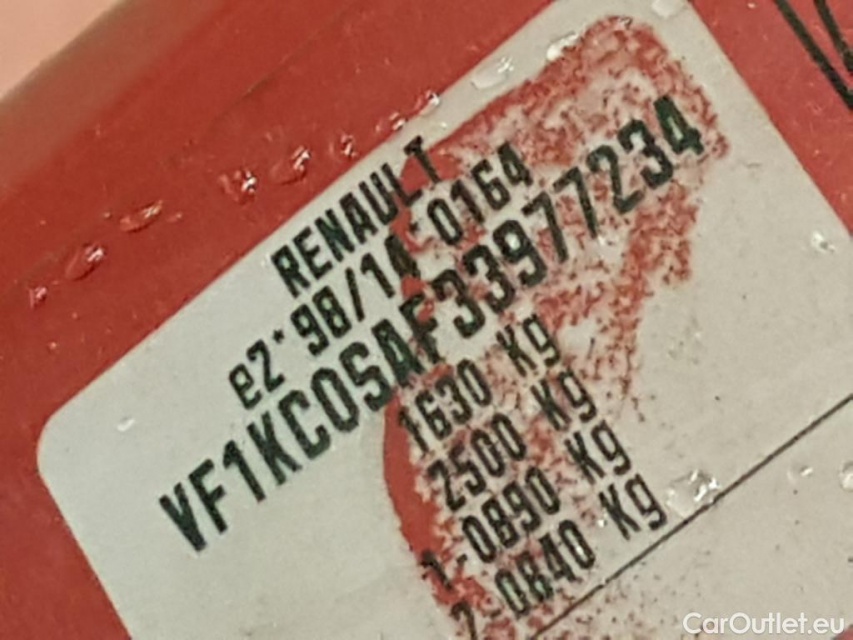 RENAULT
e2*98/14*0164
VF1KC0SAF33977234
1630 Kg
2500 Kg
1-0890 Kg
2-0840 Kg
CarOutlet.eu